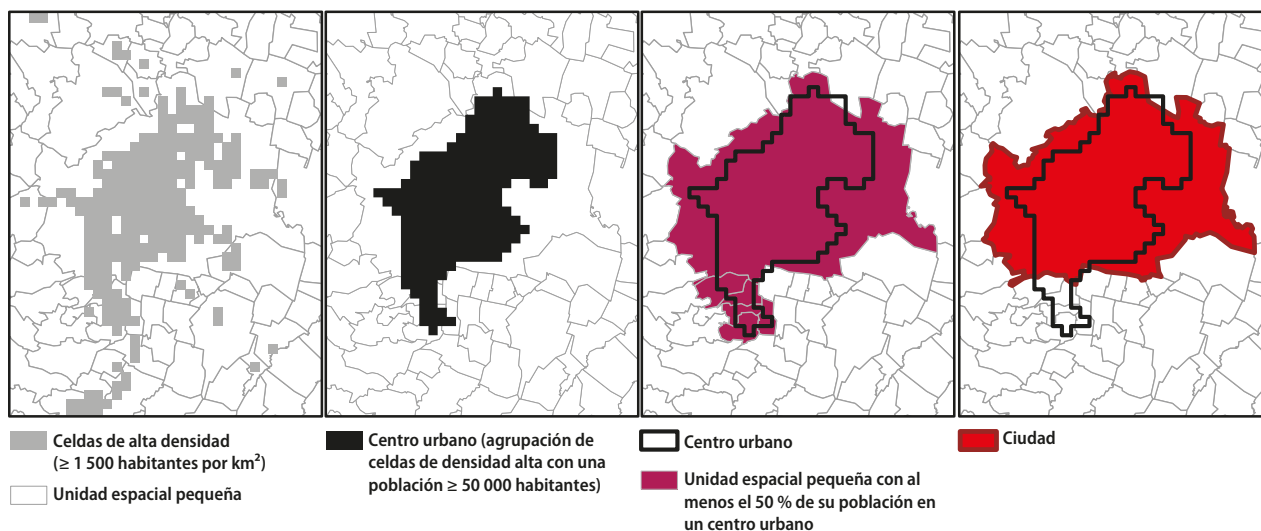 Celdas de alta densidad
(≥ 1 500 habitantes por km²)
Unidad espacial pequeña
Centro urbano (agrupación de
celdas de densidad alta con una
población ≥ 50 000 habitantes)
Centro urbano
Unidad espacial pequeña con al
menos el 50 % de su población en
un centro urbano
Ciudad